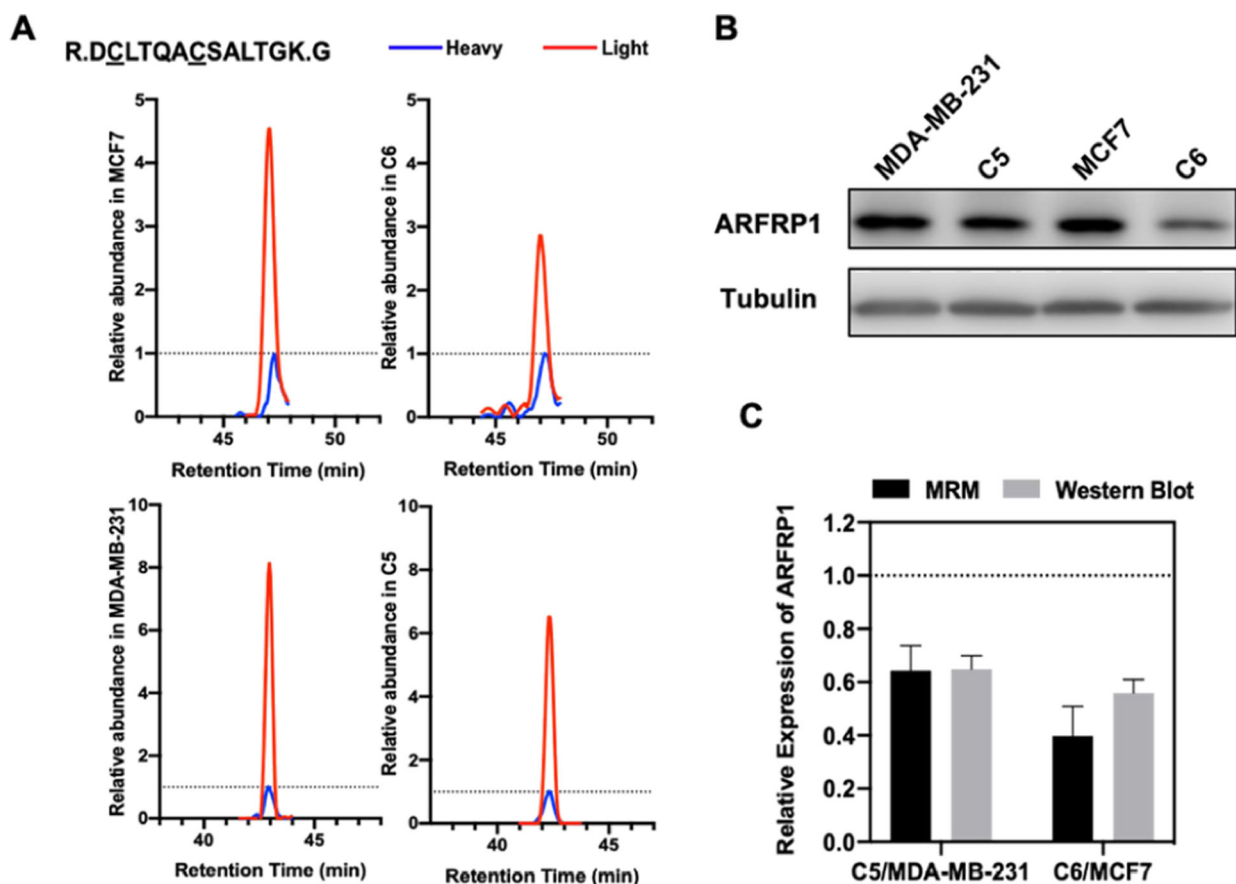 A
R.DCLTQACSALTGK.G
Heavy
Light
Relative abundance in MCF7
5
4
3
2
1
0
45
50
Retention Time (min)
Relative abundance in C6
5
4
3
2
1
0
45
50
Retention Time (min)
Relative abundance in MDA-MB-231
10
8
6
4
2
0
40
45
Retention Time (min)
Relative abundance in C5
10
8
6
4
2
0
40
45
Retention Time (min)
B
MDA-MB-231
C5
MCF7
C6
ARFRP1
Tubulin
C
MRM
Western Blot
Relative Expression of ARFRP1
1.2
1.0
0.8
0.6
0.4
0.2
0.0
C5/MDA-MB-231
C6/MCF7